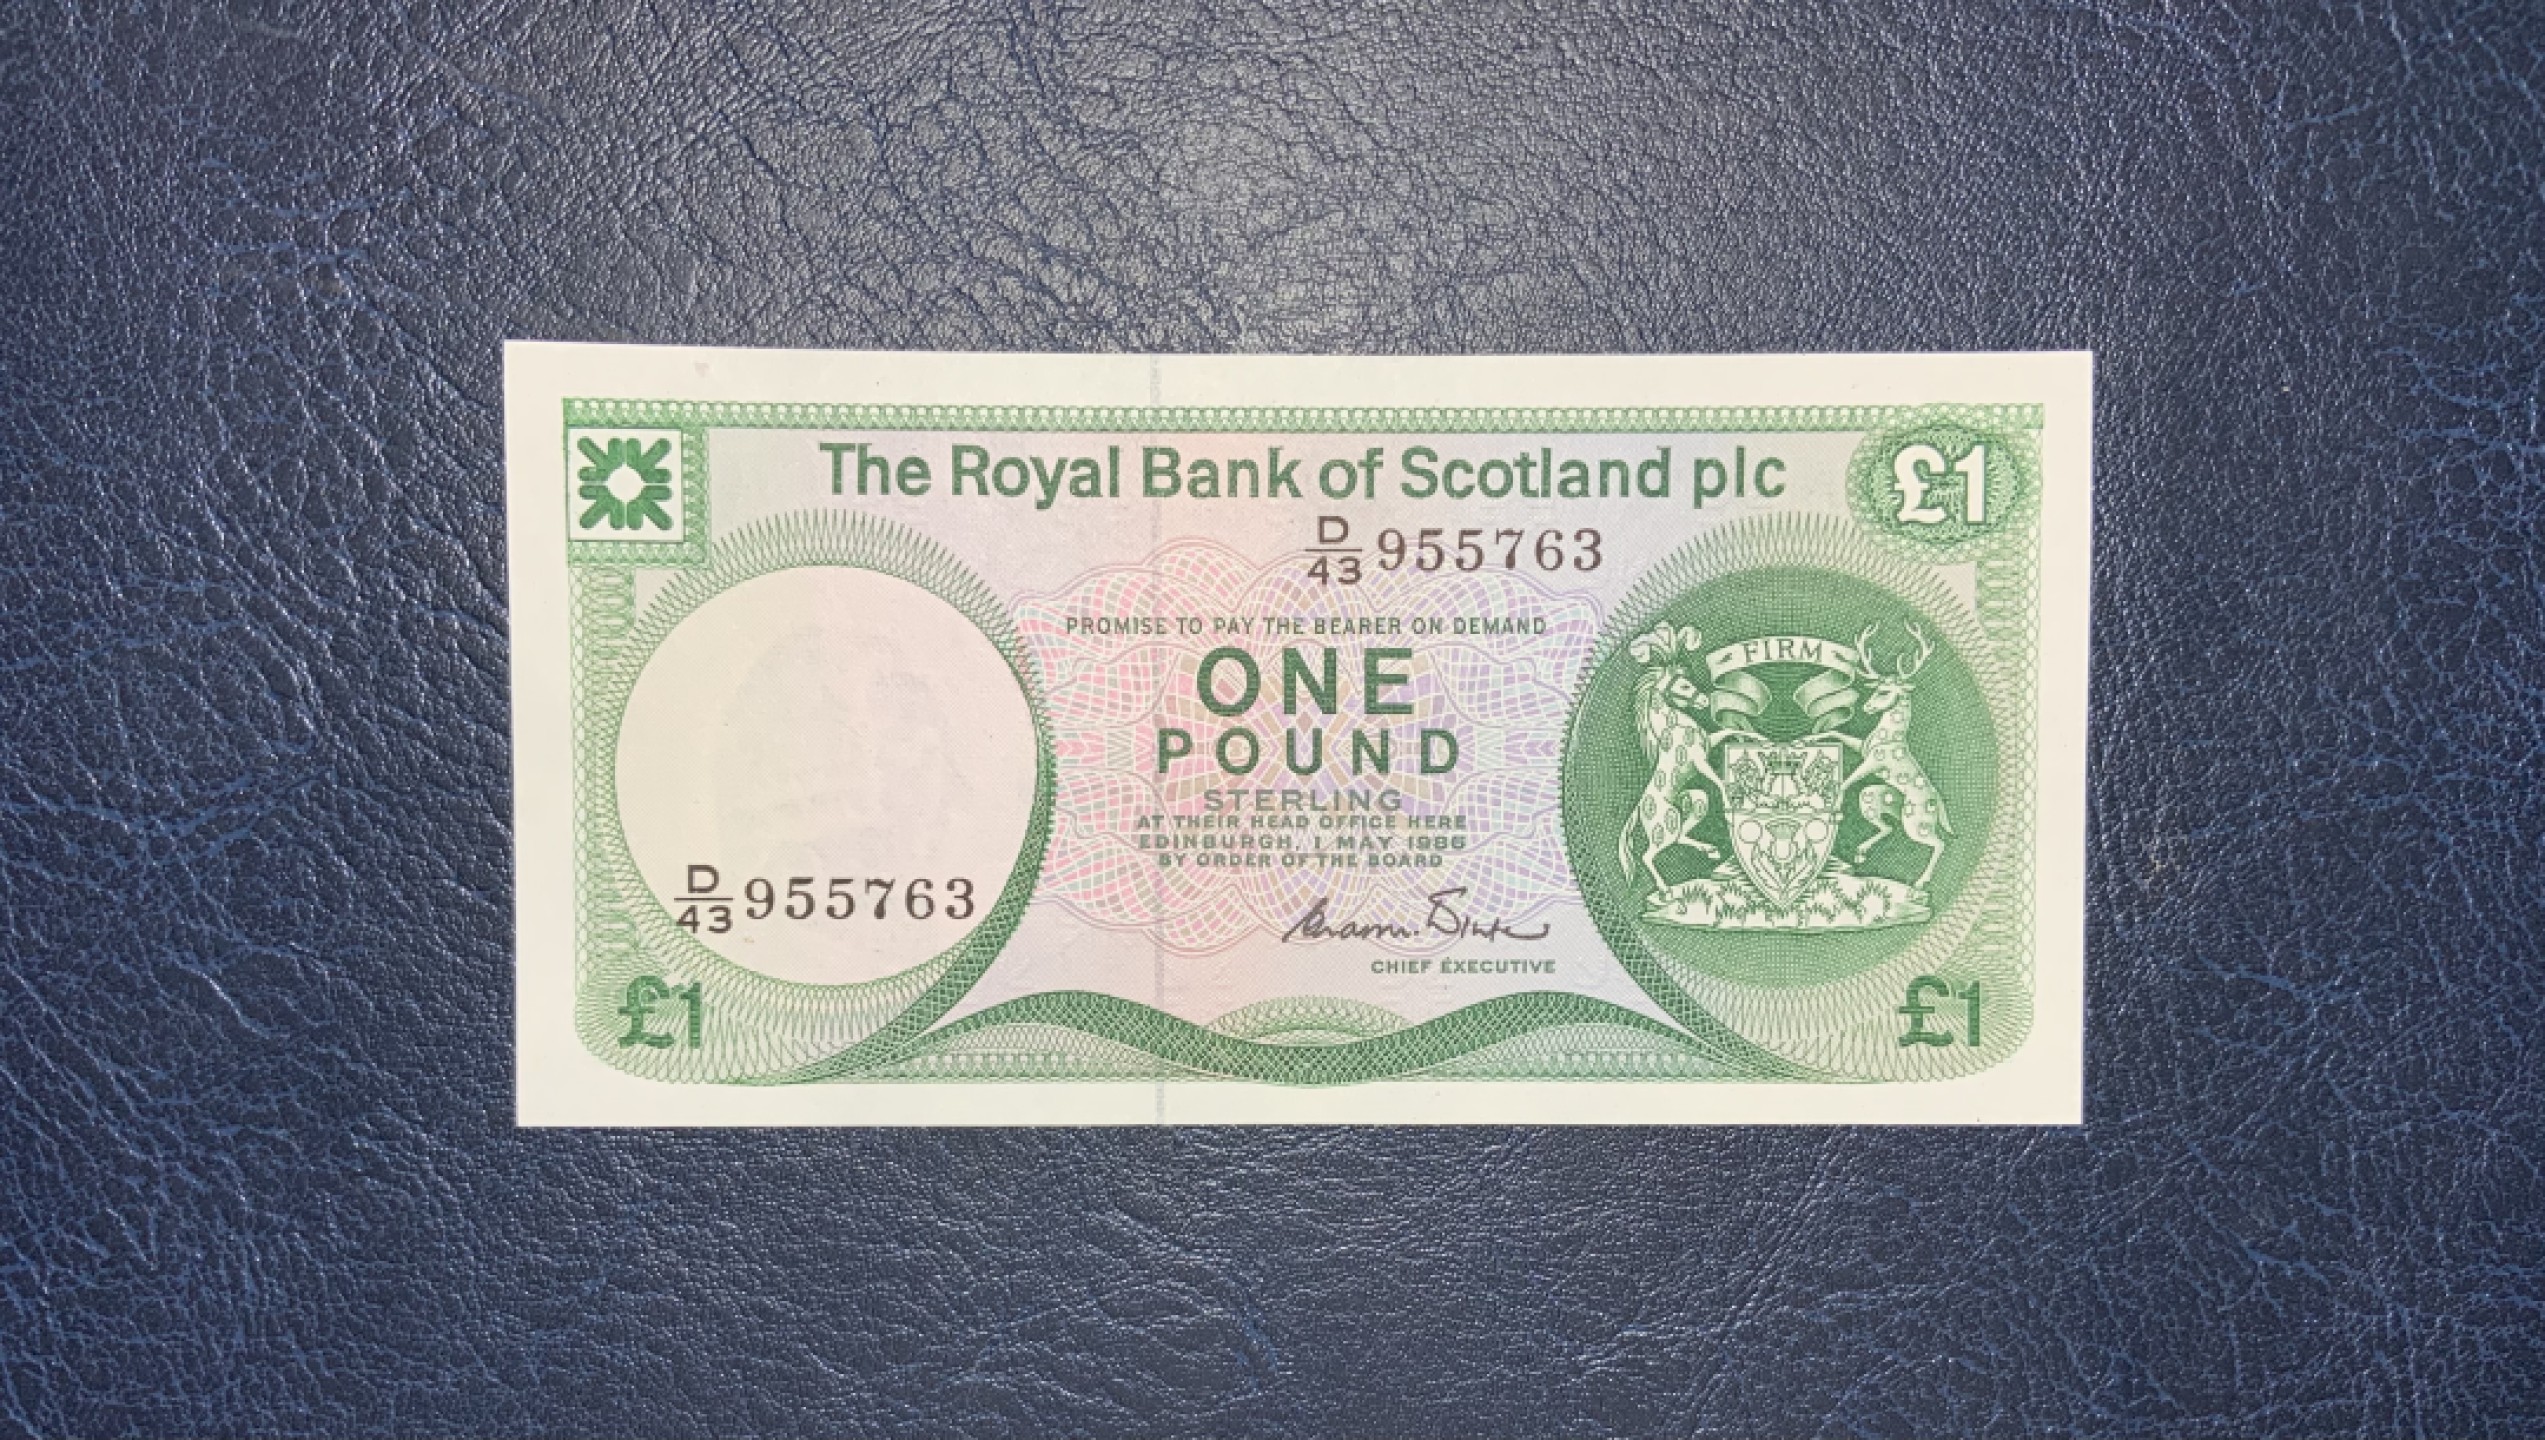 The Royal Bank of Scotland plc
£1
D/43 955763
PROMISE TO PAY THE BEARER ON DEMAND
ONE
POUND
STERLING
AT THEIR HEAD OFFICE HERE
EDINBURGH, 1 MAY 1986
BY ORDER OF THE BOARD
FIRM
D/43 955763
CHIEF EXECUTIVE
£1
£1